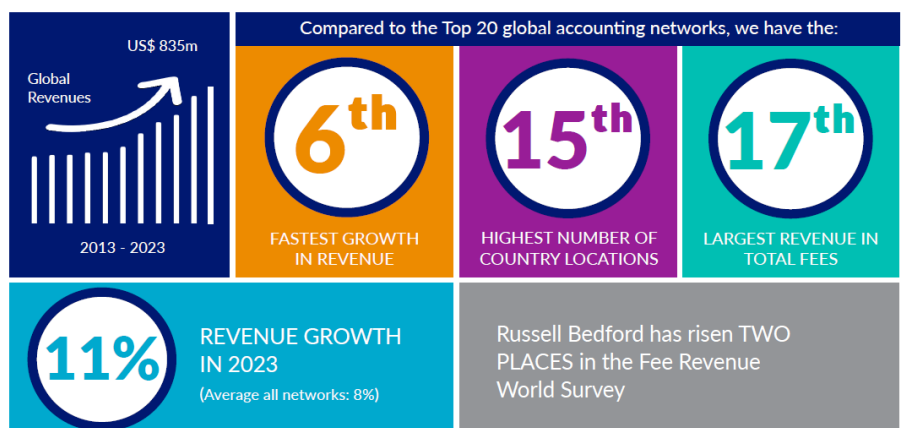 US$ 835m
Global
Revenues
2013 - 2023
Compared to the Top 20 global accounting networks, we have the:
6th
FASTEST GROWTH
IN REVENUE
15th
HIGHEST NUMBER OF
COUNTRY LOCATIONS
17th
LARGEST REVENUE IN
TOTAL FEES
11%
REVENUE GROWTH
IN 2023
(Average all networks: 8%)
Russell Bedford has risen TWO
PLACES in the Fee Revenue
World Survey